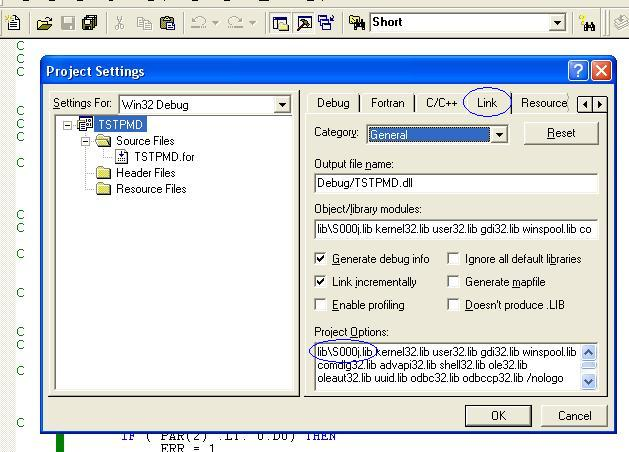 Short
C
C
C
Project Settings
Settings For: Win32 Debug
TSTPMD
Source Files
TSTPMD.for
Header Files
Resource Files
Debug Fortran C/C++ Link Resource
Category: General Reset
Output file name:
Debug/TSTPMD.dll
Object/library modules:
lib\S000j.lib kernel32.lib user32.lib gdi32.lib winspool.lib co
Generate debug info Ignore all default libraries
Link incrementally Generate mapfile
Enable profiling Doesn't produce .LIB
Project Options:
lib\S000j.lib kernel32.lib user32.lib gdi32.lib winspool.lib
comdlg32.lib advapi32.lib shell32.lib ole32.lib
oleaut32.lib uuid.lib odbc32.lib odbccp32.lib /nologo
OK Cancel
C
C
C
C
C
C
C
C
C
C
C
C
IF ( PAR(2) .LT. 0.D0) THEN
ERR = 1